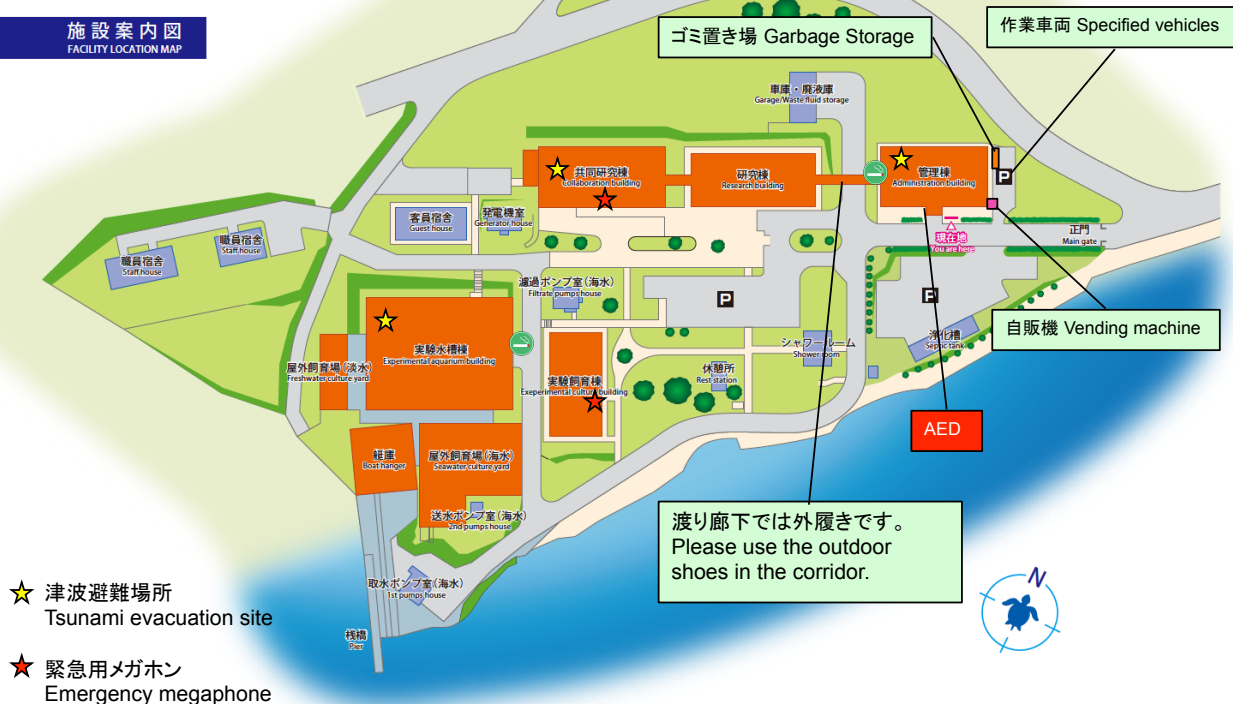 施設案内図
FACILITY LOCATION MAP
ゴミ置き場 Garbage Storage
作業車両 Specified vehicles
車庫・廃液庫
Garage/Waste fluid storage
共同研究棟
Collaboration building
研究棟
Research building
管理棟
Administration building
P
客員宿舎
Guest house
発電機室
Generator house
現在地
You are here
正門
Main gate
職員宿舎
Staff house
職員宿舎
Staff house
濾過ポンプ室(海水)
Filtrate pumps house
P
P
自販機 Vending machine
実験水槽棟
Experimental aquarium building
シャワールーム
Shower room
浄化槽
Septic tank
屋外飼育場(淡水)
Freshwater culture yard
実験飼育棟
Exeperimental culture building
休憩所
Rest station
AED
艇庫
Boat hanger
屋外飼育場(海水)
Seawater culture yard
送水ポンプ室(海水)
2nd pumps house
渡り廊下では外履きです。
Please use the outdoor
shoes in the corridor.
取水ポンプ室(海水)
1st pumps house
桟橋
Pier
N
津波避難場所
Tsunami evacuation site
緊急用メガホン
Emergency megaphone